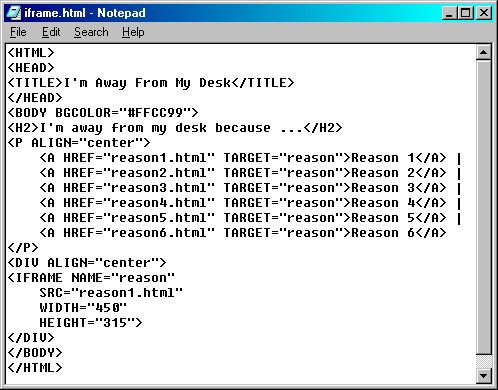 iframe.html - Notepad
File Edit Search Help
<HTML>
<HEAD>
<TITLE>I'm Away From My Desk</TITLE>
</HEAD>
<BODY BGCOLOR="#FFCC99">
<H2>I'm away from my desk because ...</H2>
<P ALIGN="center">
    <A HREF="reason1.html" TARGET="reason">Reason 1</A> |
    <A HREF="reason2.html" TARGET="reason">Reason 2</A> |
    <A HREF="reason3.html" TARGET="reason">Reason 3</A> |
    <A HREF="reason4.html" TARGET="reason">Reason 4</A> |
    <A HREF="reason5.html" TARGET="reason">Reason 5</A> |
    <A HREF="reason6.html" TARGET="reason">Reason 6</A>
</P>
<DIV ALIGN="center">
<IFRAME NAME="reason"
    SRC="reason1.html"
    WIDTH="450"
    HEIGHT="315">
</DIV>
</BODY>
</HTML>